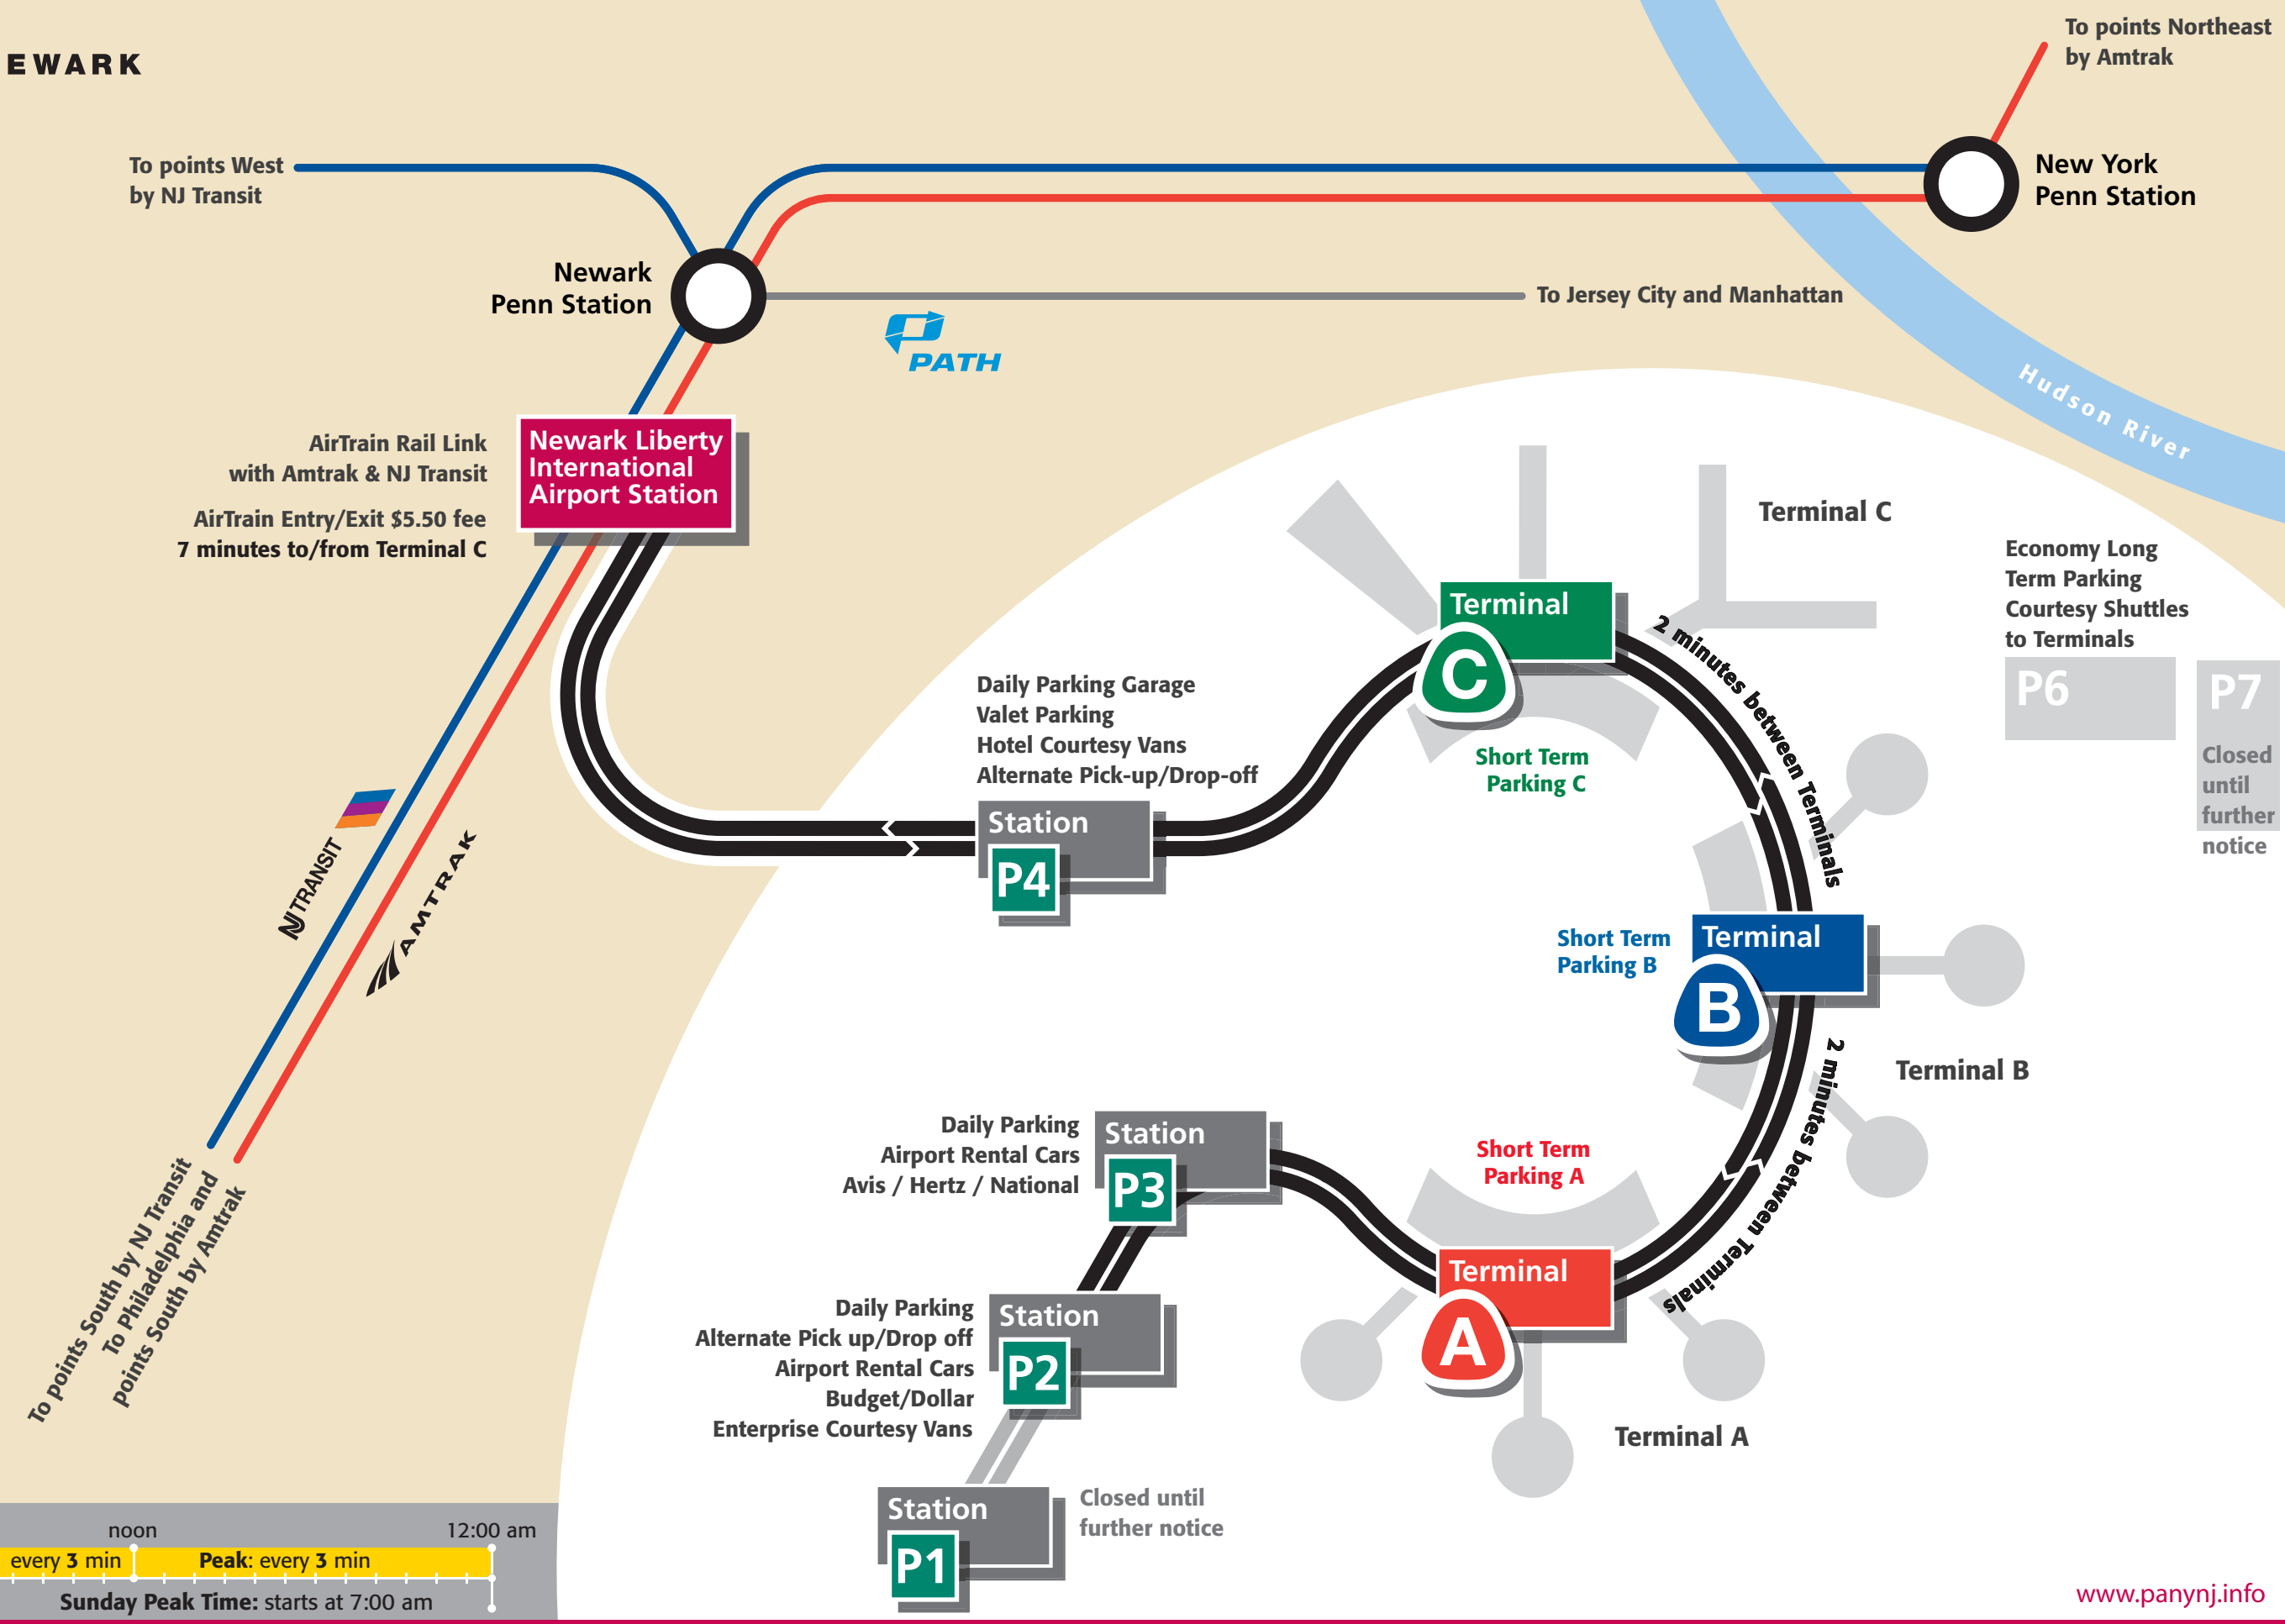 EWARK
To points Northeast
by Amtrak
To points West
by NJ Transit
New York
Penn Station
Newark
Penn Station
To Jersey City and Manhattan
PATH
Hudson River
AirTrain Rail Link
with Amtrak & NJ Transit
AirTrain Entry/Exit $5.50 fee
7 minutes to/from Terminal C
Newark Liberty
International
Airport Station
Terminal C
Economy Long
Term Parking
Courtesy Shuttles
to Terminals
P6
P7
Closed
until
further
notice
Terminal
C
2 minutes between Terminals
Short Term
Parking C
Daily Parking Garage
Valet Parking
Hotel Courtesy Vans
Alternate Pick-up/Drop-off
Station
P4
NJ TRANSIT
AMTRAK
Short Term
Parking B
Terminal
B
Terminal B
2 minutes between Terminals
Daily Parking
Airport Rental Cars
Avis / Hertz / National
Station
P3
Short Term
Parking A
Terminal
A
Terminal A
To points South by NJ Transit
To Philadelphia and
points South by Amtrak
Daily Parking
Alternate Pick up/Drop off
Airport Rental Cars
Budget/Dollar
Enterprise Courtesy Vans
Station
P2
Station
P1
Closed until
further notice
noon
12:00 am
every 3 min
Peak: every 3 min
Sunday Peak Time: starts at 7:00 am
www.panynj.info